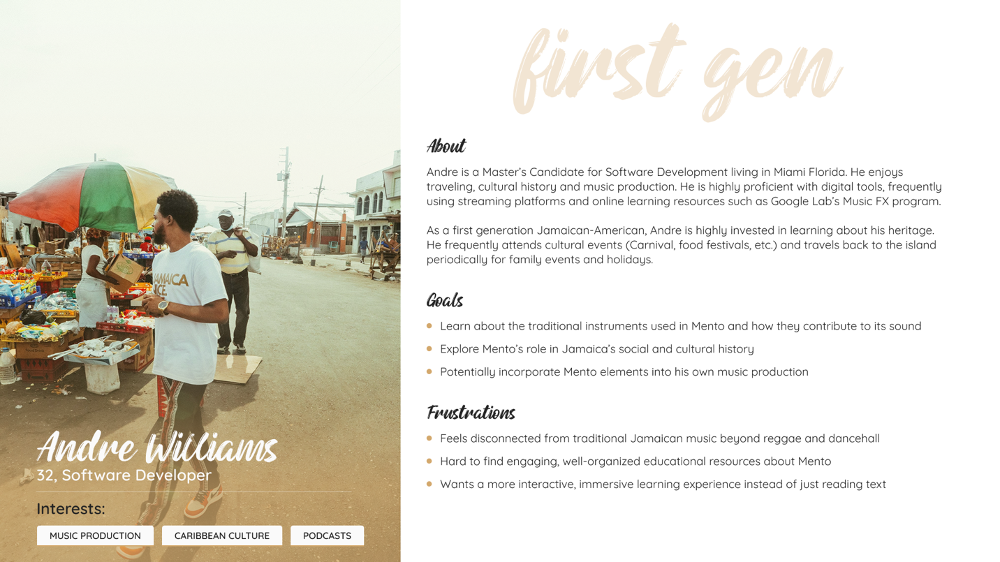 first gen
About
Andre is a Master's Candidate for Software Development living in Miami Florida. He enjoys
traveling, cultural history and music production. He is highly proficient with digital tools, frequently
using streaming platforms and online learning resources such as Google Lab's Music FX program.
As a first generation Jamaican-American, Andre is highly invested in learning about his heritage.
He frequently attends cultural events (Carnival, food festivals, etc.) and travels back to the island
periodically for family events and holidays.
Goals
Learn about the traditional instruments used in Mento and how they contribute to its sound
Explore Mento's role in Jamaica's social and cultural history
Potentially incorporate Mento elements into his own music production
Frustrations
Feels disconnected from traditional Jamaican music beyond reggae and dancehall
Hard to find engaging, well-organized educational resources about Mento
Wants a more interactive, immersive learning experience instead of just reading text
JAMAICA
NICE.
Andre Williams
32, Software Developer
Interests:
MUSIC PRODUCTION
CARIBBEAN CULTURE
PODCASTS